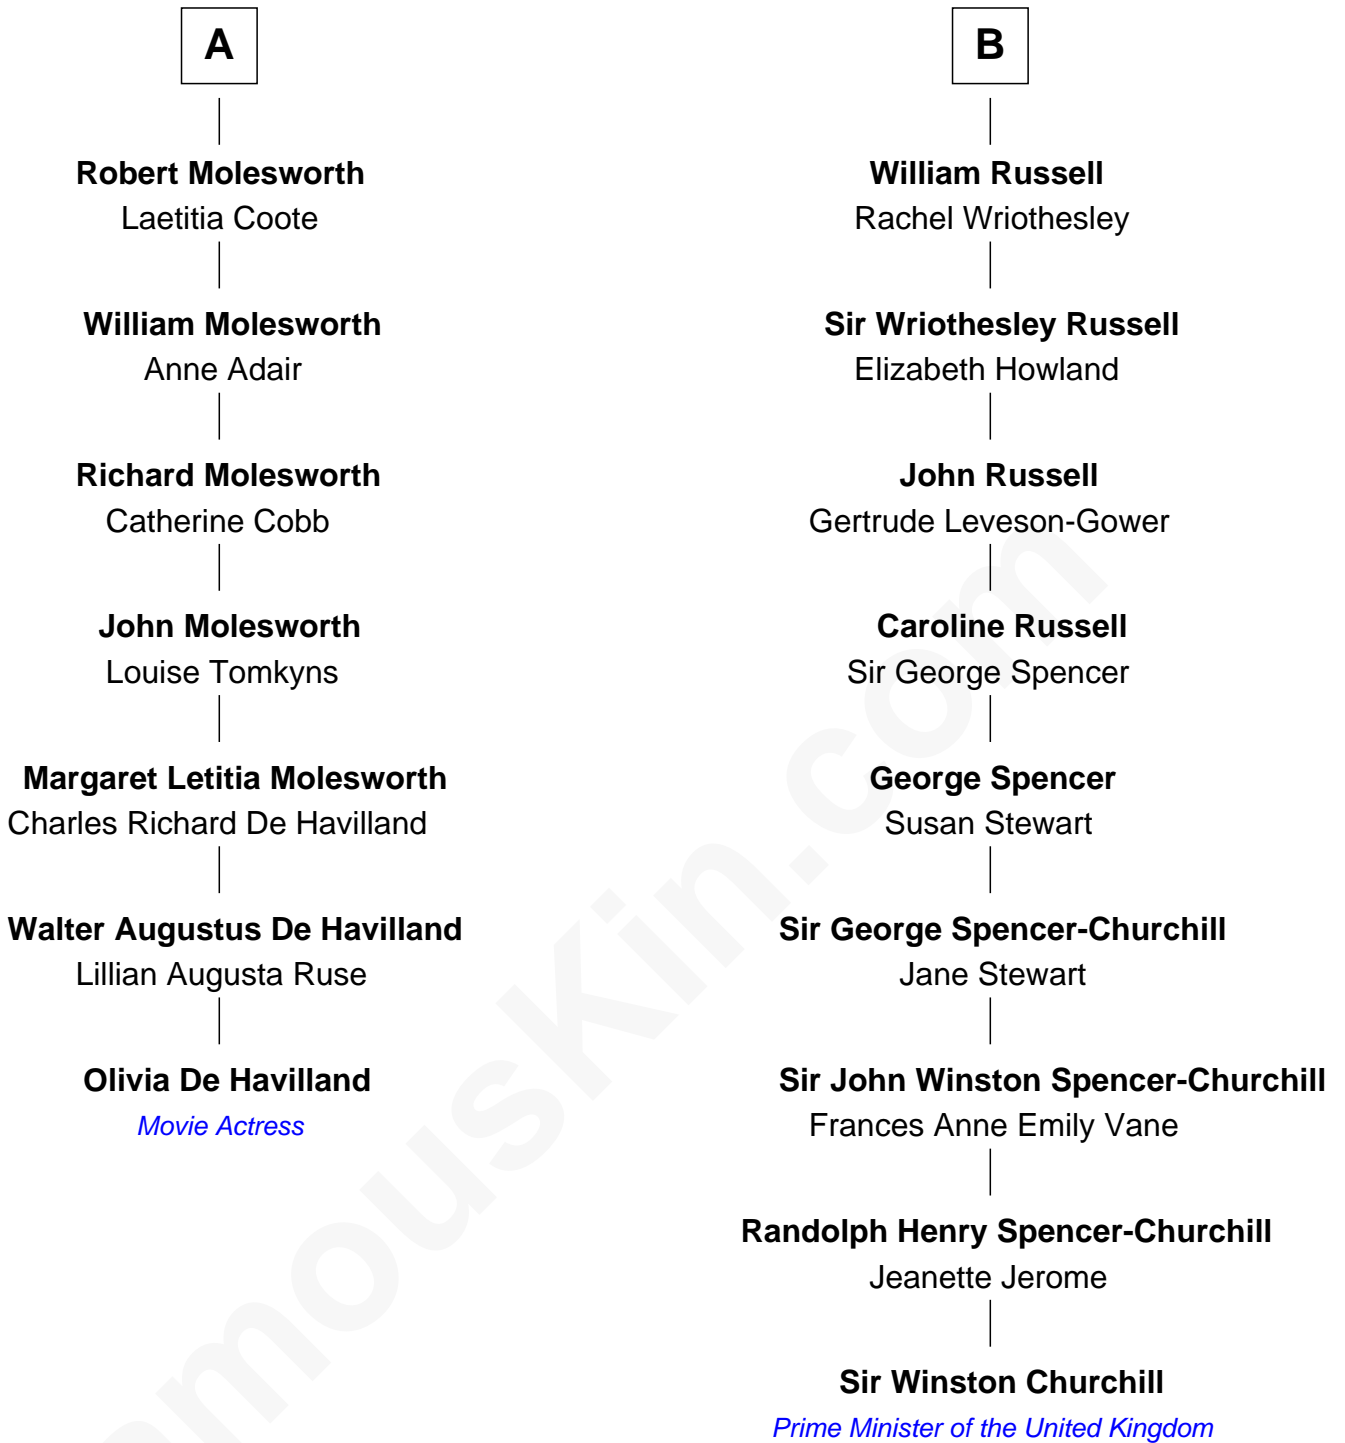 A
Robert Molesworth
Laetitia Coote
William Molesworth
Anne Adair
Richard Molesworth
Catherine Cobb
John Molesworth
Louise Tomkyns
Margaret Letitia Molesworth
Charles Richard De Havilland
Walter Augustus De Havilland
Lillian Augusta Ruse
Olivia De Havilland
Movie Actress
B
William Russell
Rachel Wriothesley
Sir Wriothesley Russell
Elizabeth Howland
John Russell
Gertrude Leveson-Gower
Caroline Russell
Sir George Spencer
George Spencer
Susan Stewart
Sir George Spencer-Churchill
Jane Stewart
Sir John Winston Spencer-Churchill
Frances Anne Emily Vane
Randolph Henry Spencer-Churchill
Jeanette Jerome
Sir Winston Churchill
Prime Minister of the United Kingdom
amouskin.com